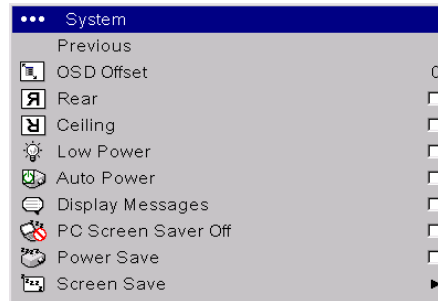 System
Previous
OSD Offset 0
Rear
Ceiling
Low Power
Auto Power
Display Messages
PC Screen Saver Off
Power Save
Screen Save